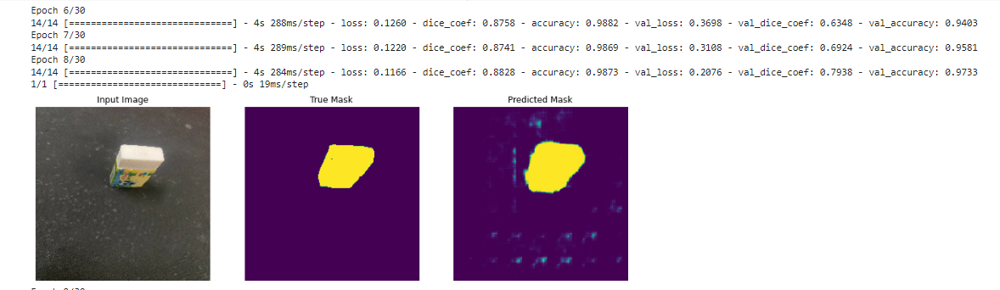 Epoch 6/30
14/14 [==============================] - 4s 288ms/step - loss: 0.1260 - dice_coef: 0.8758 - accuracy: 0.9882 - val_loss: 0.3698 - val_dice_coef: 0.6348 - val_accuracy: 0.9403
Epoch 7/30
14/14 [==============================] - 4s 289ms/step - loss: 0.1220 - dice_coef: 0.8741 - accuracy: 0.9869 - val_loss: 0.3108 - val_dice_coef: 0.6924 - val_accuracy: 0.9581
Epoch 8/30
14/14 [==============================] - 4s 284ms/step - loss: 0.1166 - dice_coef: 0.8828 - accuracy: 0.9873 - val_loss: 0.2076 - val_dice_coef: 0.7938 - val_accuracy: 0.9733
1/1 [==============================] - 0s 19ms/step
Input Image True Mask Predicted Mask